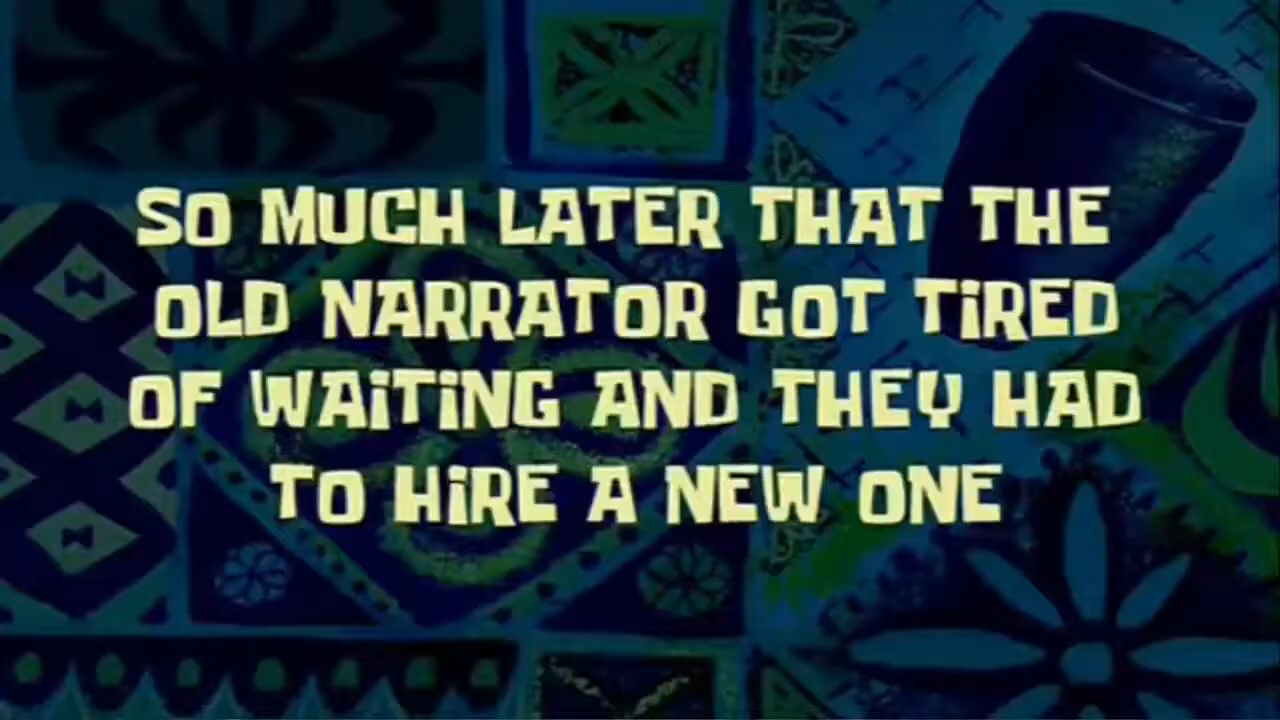 SO MUCH LATER THAT THE
OLD NARRATOR GOT TiRED
OF WAiTiNG AND THEY HAD
TO HiRE A NEW ONE